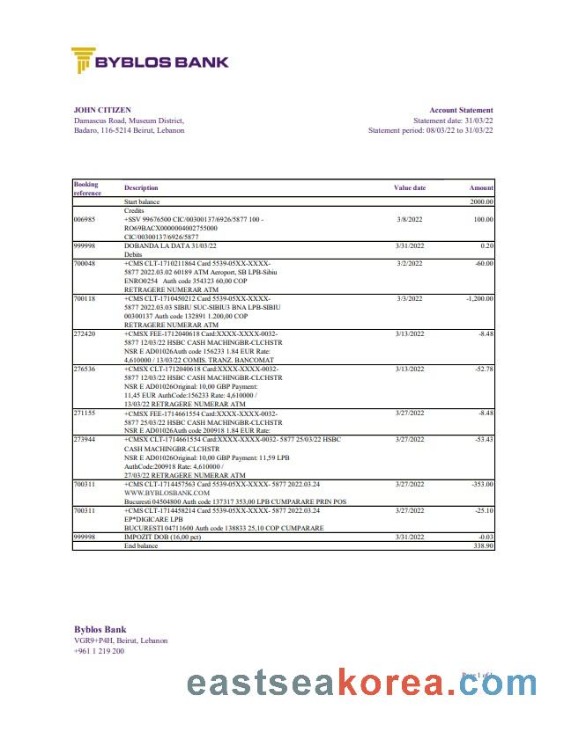 BYBLOS BANK
JOHN CITIZEN
Damascus Road, Museum District,
Badaro, 116-5214 Beirut, Lebanon
Account Statement
Statement date: 31/03/22
Statement period: 08/03/22 to 31/03/22
Booking reference Description Value date Amount
Start balance 2000.00
Credits
006985 +SSV 99676500 CIC/00300137/6926/5877 100 - 3/8/2022 100.00
RO69BACX0000004002755000
CIC/00300137/6926/5877
999998 DOBANDA LA DATA 31/03/22 3/31/2022 0.20
Debits
700048 +CMS CLT-1710211864 Card 5539-05XX-XXXX- 3/2/2022 -60.00
5877 2022.03.02 60189 ATM Aeroport, SB LPB-Sibiu
ENRO0254 Auth code 354323 60,00 COP
RETRAGERE NUMERAR ATM
700118 +CMS CLT-1710450212 Card 5539-05XX-XXXX- 3/3/2022 -1,200.00
5877 2022.03.03 SIBIU SUC-SIBIU3 BNA LPB-SIBIU
00300137 Auth code 132891 1.200,00 COP
RETRAGERE NUMERAR ATM
272420 +CMSX FEE-1712040618 Card:XXXX-XXXX-0032- 3/13/2022 -8.48
5877 12/03/22 HSBC CASH MACHINGBR-CLCHSTR
NSR E AD01026Auth code 156233 1.84 EUR Rate:
4,610000 / 13/03/22 COMIS. TRANZ. BANCOMAT
276536 +CMSX CLT-1712040618 Card:XXXX-XXXX-0032- 3/13/2022 -52.78
5877 12/03/22 HSBC CASH MACHINGBR-CLCHSTR
NSR E AD01026Original: 10,00 GBP Payment:
11,45 EUR AuthCode:156233 Rate: 4,610000 /
13/03/22 RETRAGERE NUMERAR ATM
271155 +CMSX FEE-1714661554 Card:XXXX-XXXX-0032- 3/27/2022 -8.48
5877 25/03/22 HSBC CASH MACHINGBR-CLCHSTR
NSR E AD01026Auth code 200918 1.84 EUR Rate:
273944 +CMSX CLT-1714661554 Card:XXXX-XXXX-0032- 5877 25/03/22 HSBC 3/27/2022 -53.43
CASH MACHINGBR-CLCHSTR
NSR E AD01026Original: 10,00 GBP Payment: 11,59 LPB
AuthCode:200918 Rate: 4,610000 /
27/03/22 RETRAGERE NUMERAR ATM
700311 +CMS CLT-1714457563 Card 5539-05XX-XXXX- 5877 2022.03.24 3/27/2022 -353.00
WWW.BYBLOSBANK.COM
Bucuresti 04504800 Auth code 137317 353,00 LPB CUMPARARE PRIN POS
700311 +CMS CLT-1714458214 Card 5539-05XX-XXXX- 5877 2022.03.24 3/27/2022 -25.10
EP*DIGICARE LPB
BUCURESTI 04711600 Auth code 138833 25,10 COP CUMPARARE
999998 IMPOZIT DOB (16,00 pct) 3/31/2022 -0.03
End balance 338.90
Byblos Bank
VGR9+P4H, Beirut, Lebanon
+961 1 219 200
Page 1 of 1
eastseakorea.com